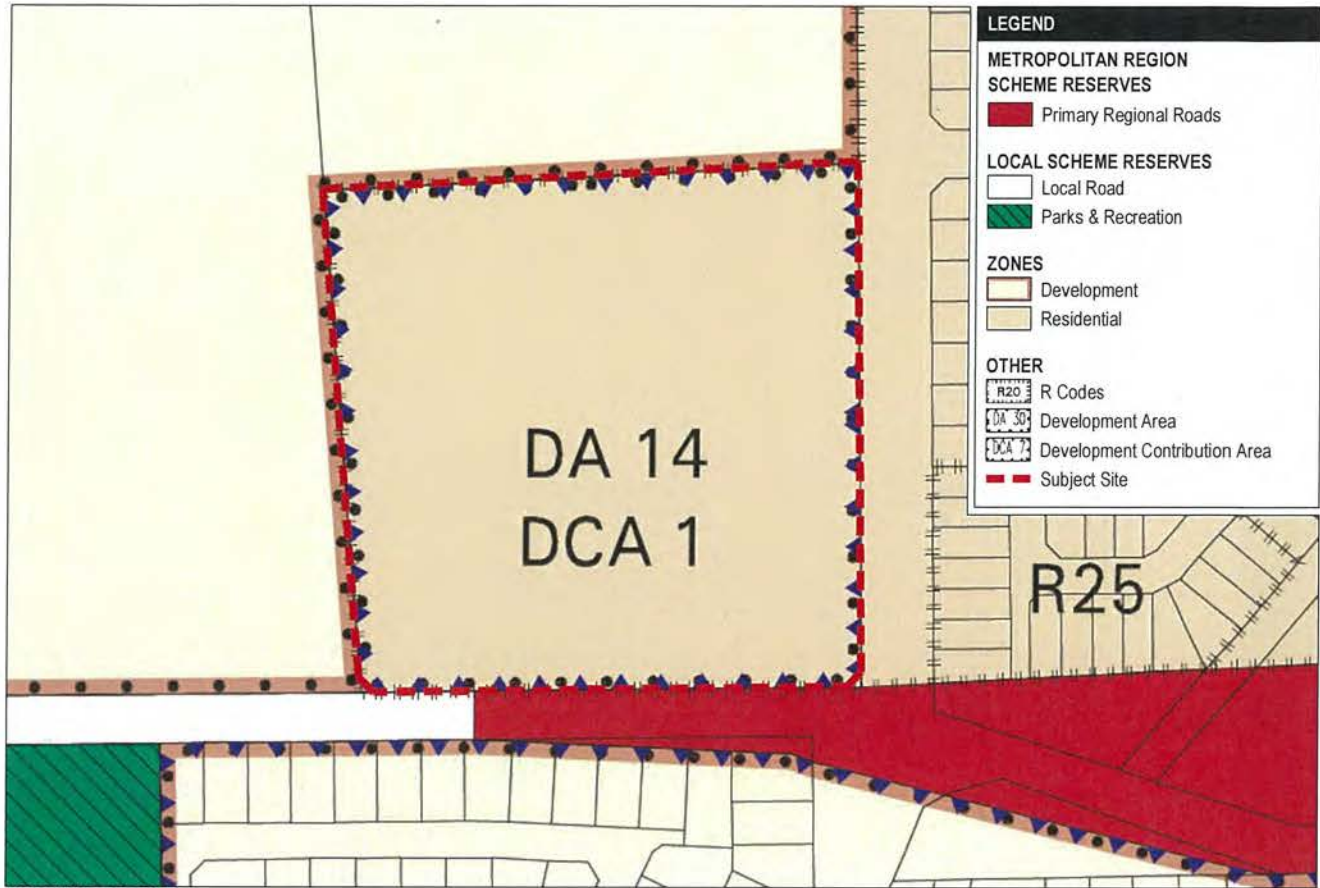 DA 14
DCA 1
R25
LEGEND
METROPOLITAN REGION
SCHEME RESERVES
Primary Regional Roads
LOCAL SCHEME RESERVES
Local Road
Parks & Recreation
ZONES
Development
Residential
OTHER
R20 R Codes
DA 30 Development Area
DCA 7 Development Contribution Area
Subject Site